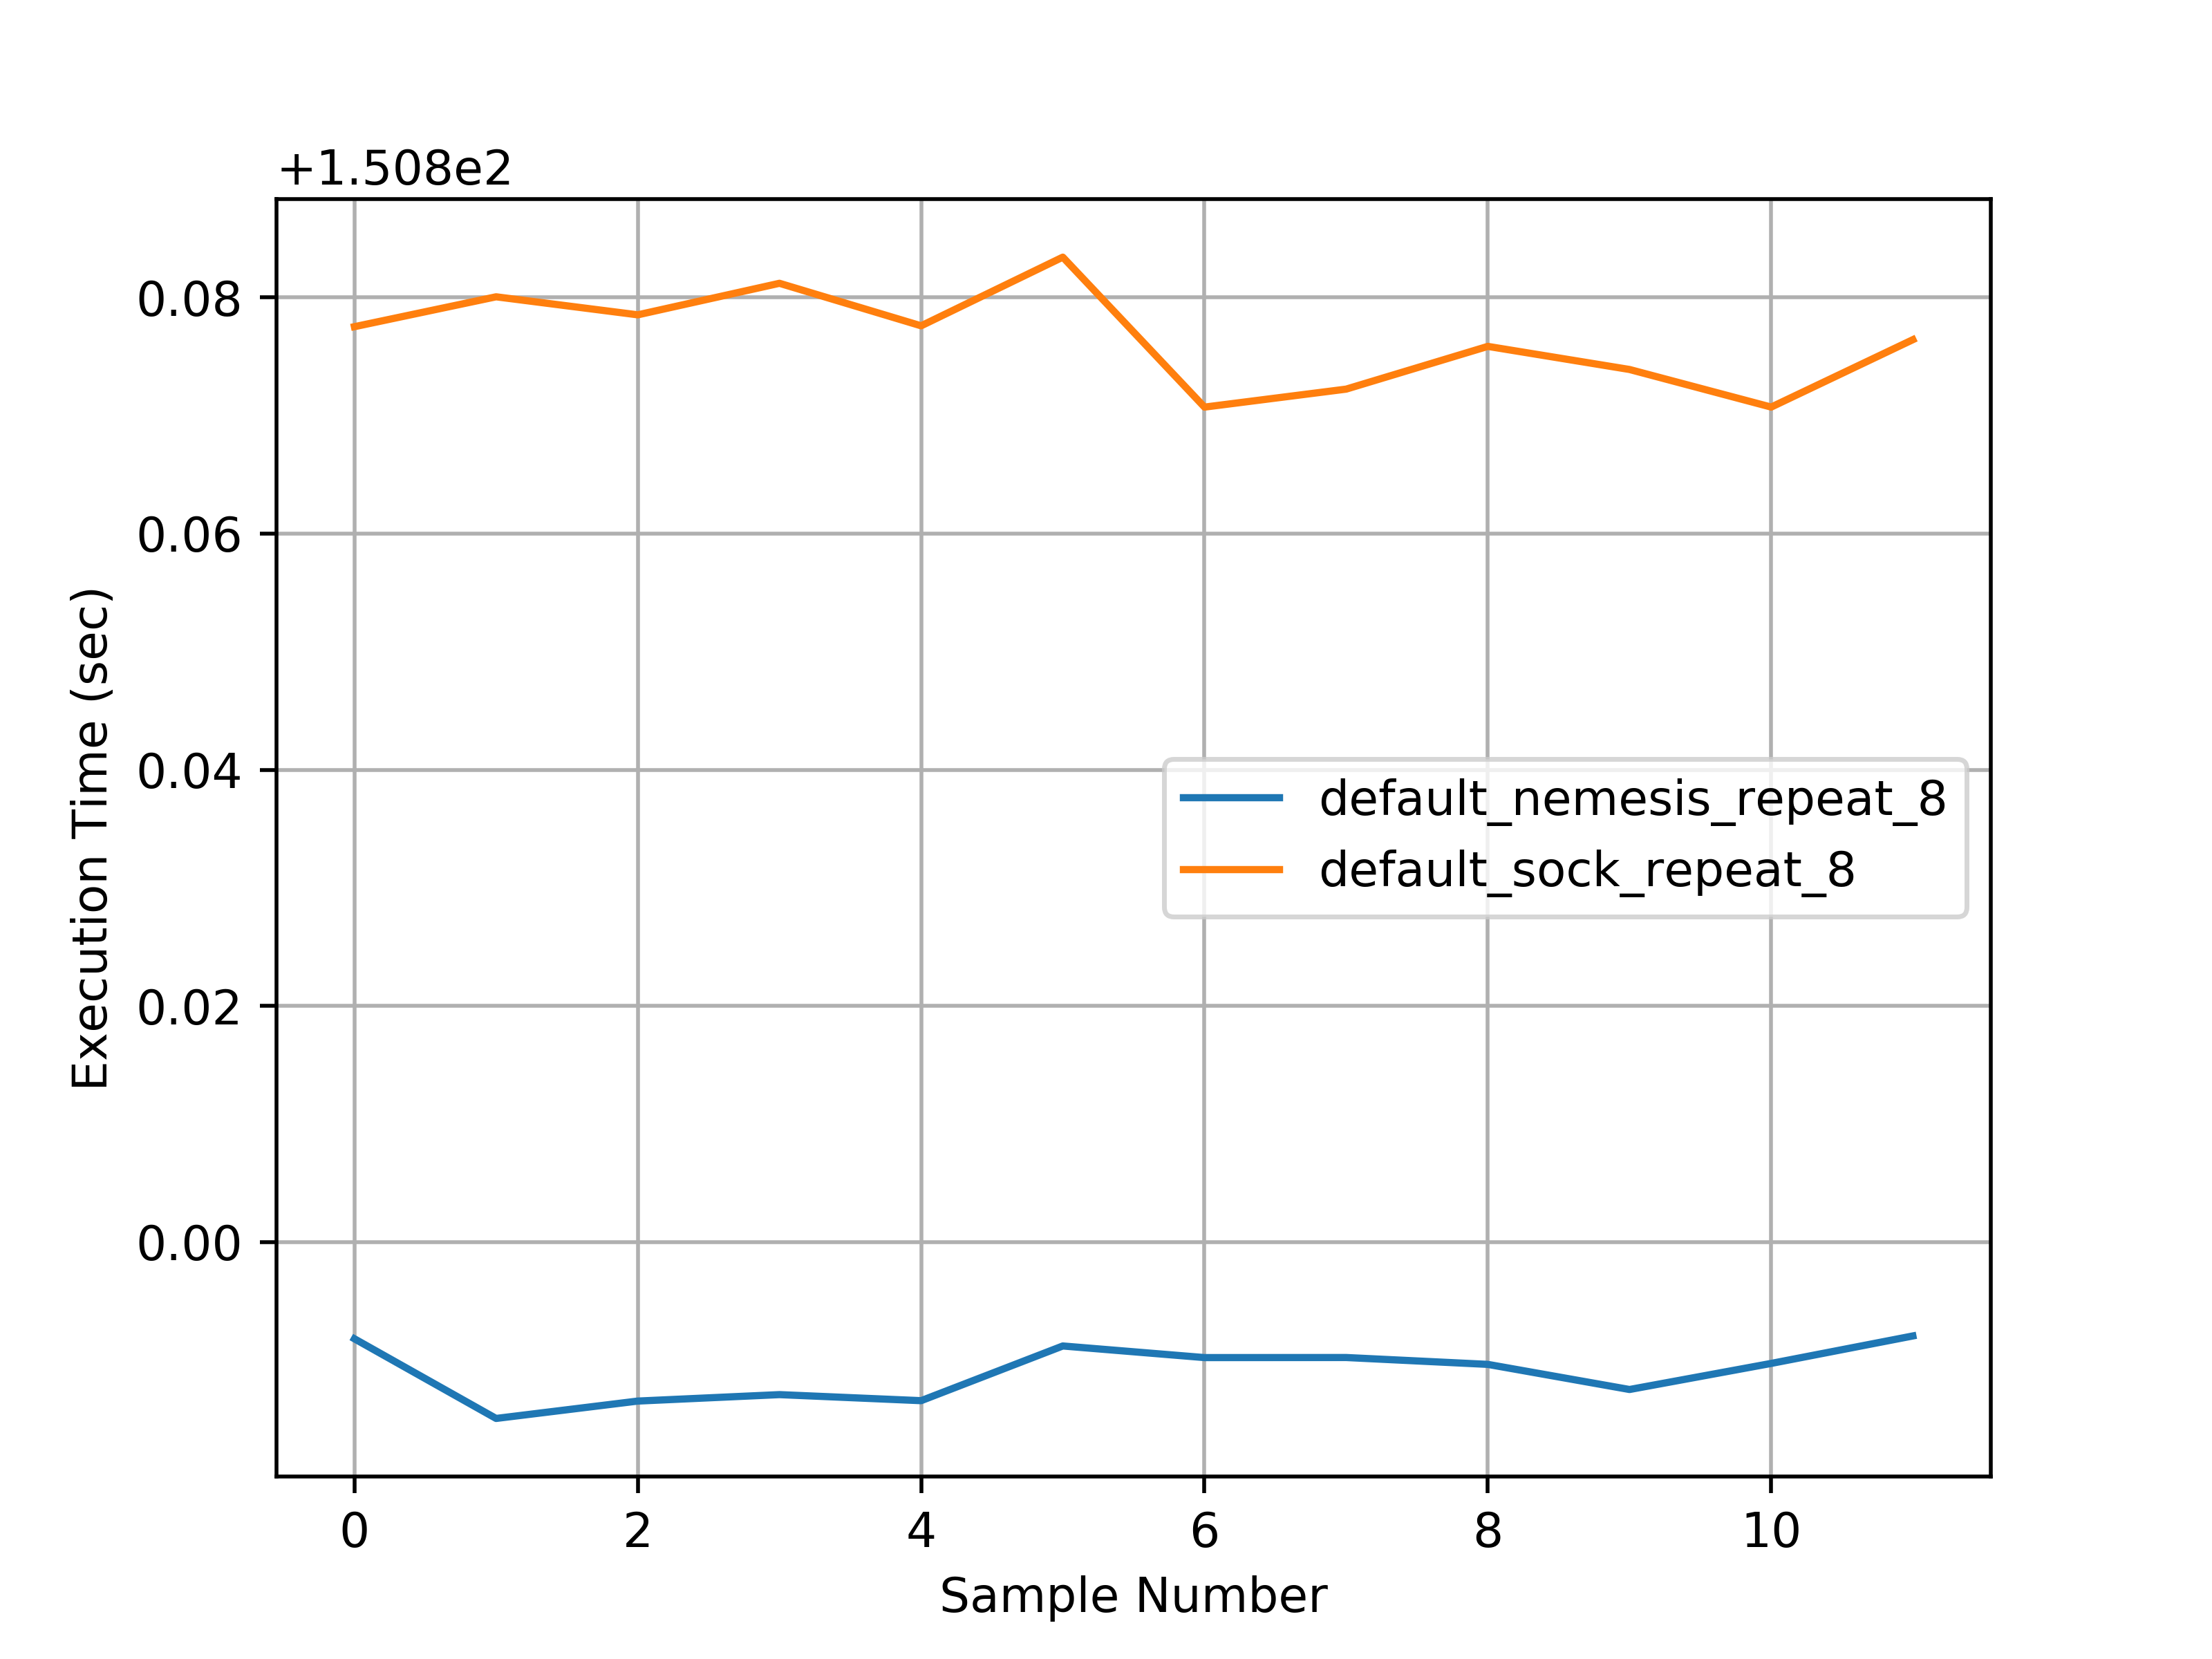 +1.508e2
0.08
0.06
0.04
0.02
0.00
Execution Time (sec)
default_nemesis_repeat_8
default_sock_repeat_8
0 2 4 6 8 10
Sample Number